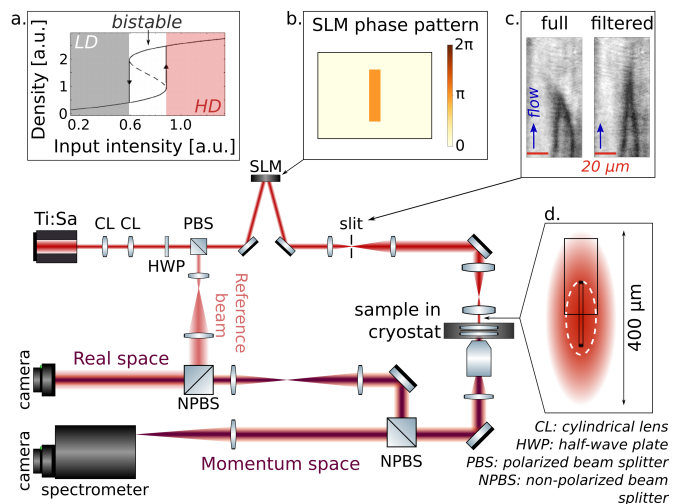 a.
bistable
LD
HD
Density [a.u.]
2
1
0
0.2
0.6
1.0
Input intensity [a.u.]
b.
SLM phase pattern
2π
π
0
c.
full
filtered
flow
20 μm
SLM
Ti:Sa
CL CL
HWP
PBS
slit
Reference
beam
sample in
cryostat
d.
400 μm
Real space
camera
NPBS
camera
spectrometer
Momentum space
NPBS
CL: cylindrical lens
HWP: half-wave plate
PBS: polarized beam splitter
NPBS: non-polarized beam
splitter